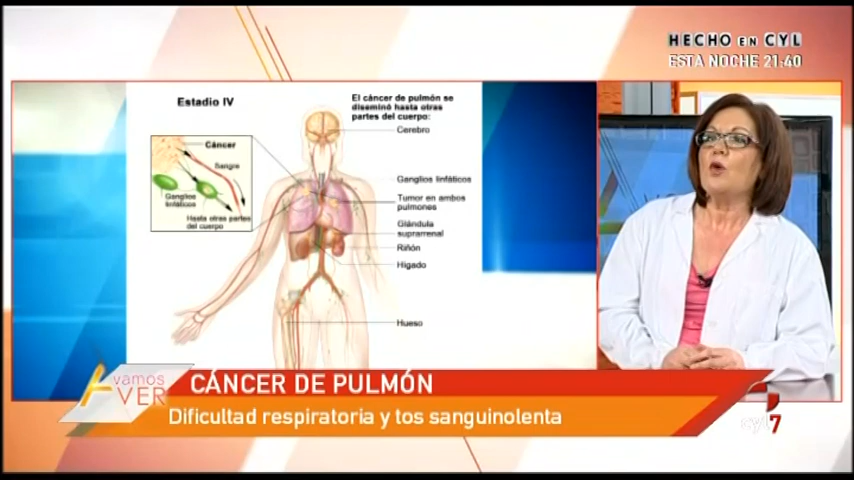 HECHO EN CYL
ESTA NOCHE 21:40
Estadio IV
El cáncer de pulmón se
diseminó hasta otras
partes del cuerpo:
Cerebro
Cáncer
Sangre
Ganglios
linfáticos
Hasta otras partes
del cuerpo
Ganglios linfáticos
Tumor en ambos
pulmones
Glándula
suprarrenal
Riñón
Hígado
Hueso
A vamos
VER
CÁNCER DE PULMÓN
Dificultad respiratoria y tos sanguinolenta
cyl7